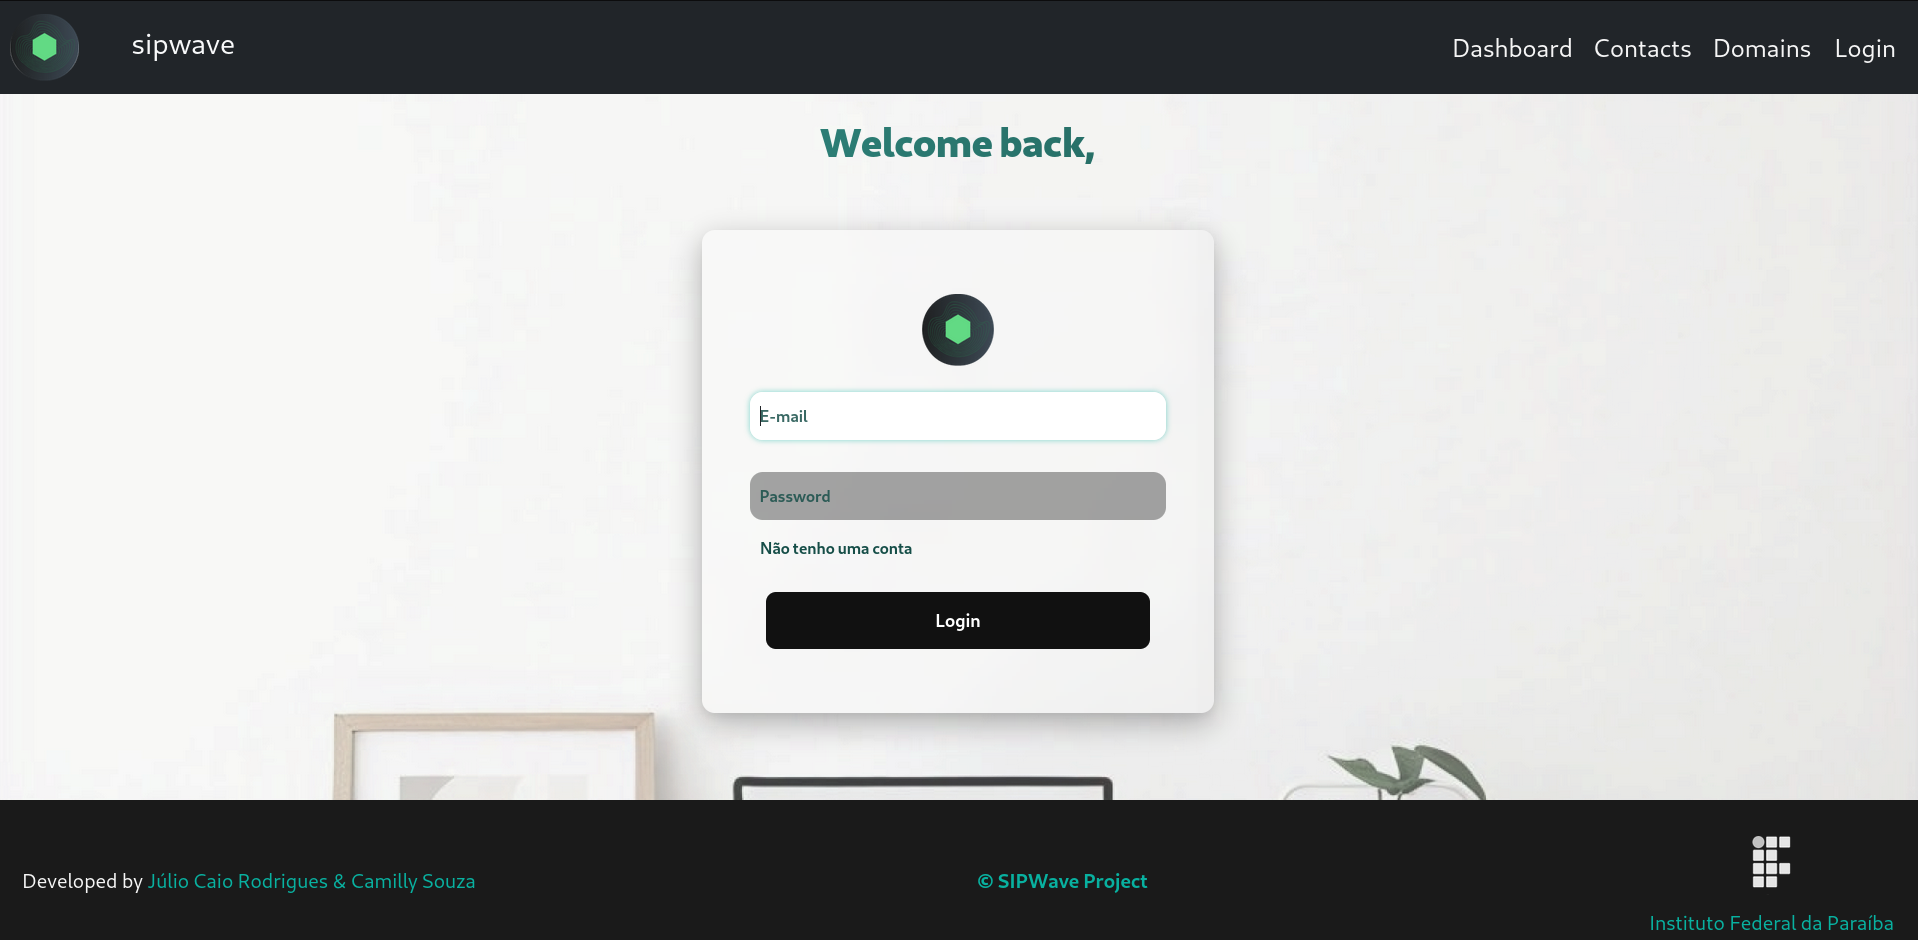 sipwave
Dashboard Contacts Domains Login
Welcome back,
E-mail
Password
Não tenho uma conta
Login
Developed by Júlio Caio Rodrigues & Camilly Souza
© SIPWave Project
Instituto Federal da Paraíba